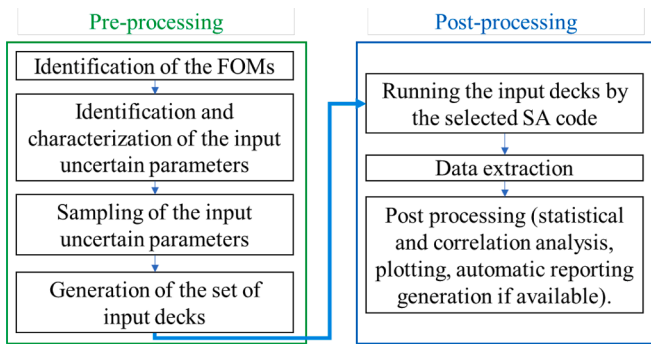 Pre-processing
Identification of the FOMs
Identification and
characterization of the input
uncertain parameters
Sampling of the input
uncertain parameters
Generation of the set of
input decks
Post-processing
Running the input decks by
the selected SA code
Data extraction
Post processing (statistical
and correlation analysis,
plotting, automatic reporting
generation if available).